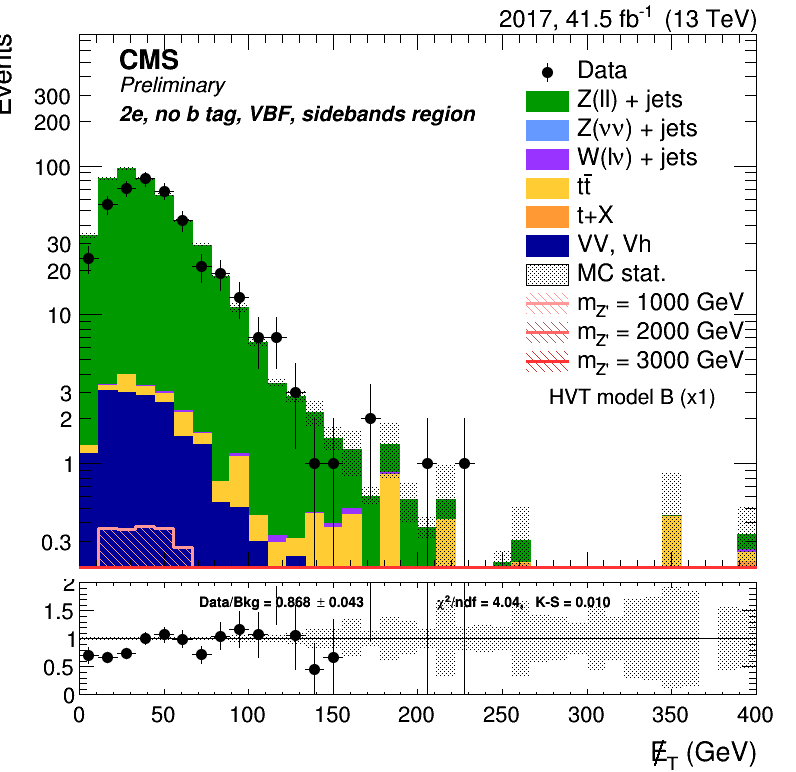 2017, 41.5 fb⁻¹ (13 TeV)
Events
CMS
Preliminary
2e, no b tag, VBF, sidebands region
Data
Z(ll) + jets
Z(νν) + jets
W(lν) + jets
tt̄
t+X
VV, Vh
MC stat.
m_Z' = 1000 GeV
m_Z' = 2000 GeV
m_Z' = 3000 GeV
HVT model B (x1)
300
200
100
30
20
10
3
2
1
0.3
Data/Bkg = 0.868 ± 0.043
χ²/ndf = 4.04, K-S = 0.010
2
1.5
1
0.5
0
0 50 100 150 200 250 300 350 400
E̸_T (GeV)